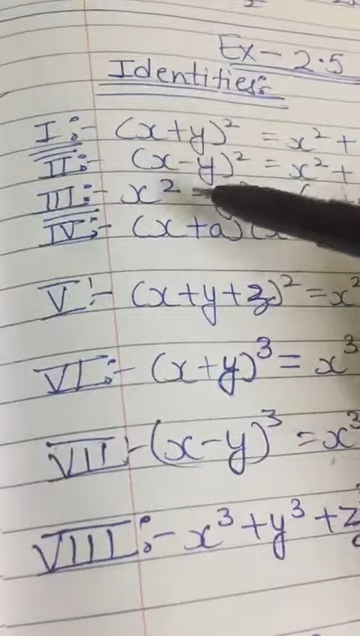 Ex - 2.5
Identities:-
I:- (x+y)² = x² +
II:- (x-y)² = x² +
III:- x² -
IV:- (x+a)(x
V:- (x+y+z)² = x²
VI:- (x+y)³ = x³
VII:- (x-y)³ = x³
VIII:- x³+y³+z